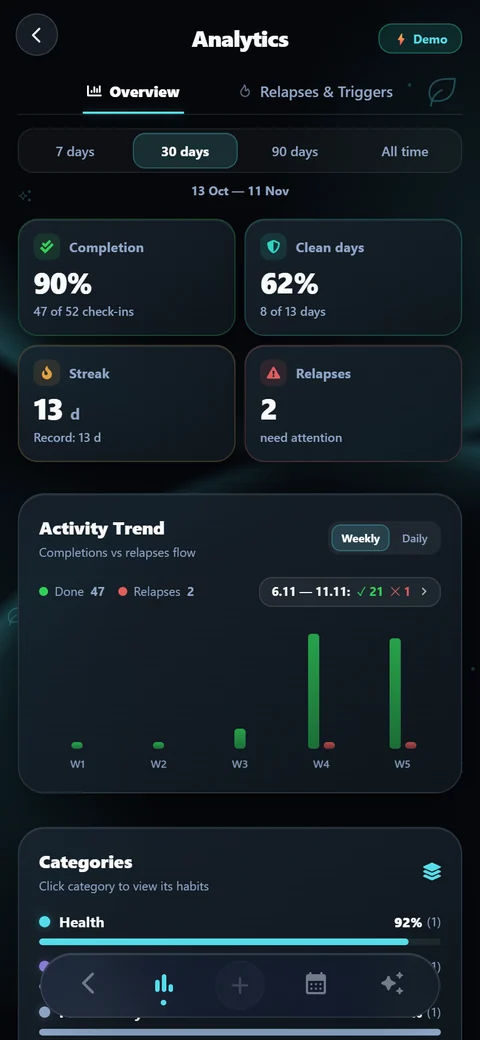 Analytics
Demo
Overview
Relapses & Triggers
7 days
30 days
90 days
All time
13 Oct — 11 Nov
Completion
90%
47 of 52 check-ins
Clean days
62%
8 of 13 days
Streak
13 d
Record: 13 d
Relapses
2
need attention
Activity Trend
Completions vs relapses flow
Weekly
Daily
Done 47
Relapses 2
6.11 — 11.11: ✓ 21 ✕ 1
W1
W2
W3
W4
W5
Categories
Click category to view its habits
Health
92% (1)
(1)